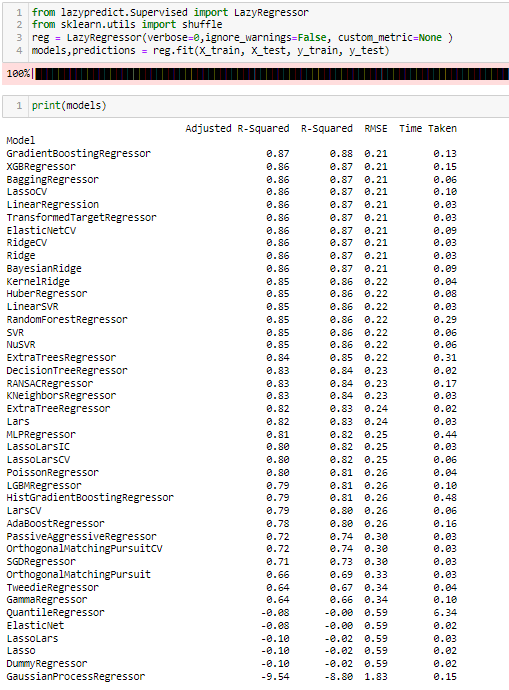 1 from lazypredict.Supervised import LazyRegressor
2 from sklearn.utils import shuffle
3 reg = LazyRegressor(verbose=0,ignore_warnings=False, custom_metric=None )
4 models,predictions = reg.fit(X_train, X_test, y_train, y_test)
100%
1 print(models)
Adjusted R-Squared R-Squared RMSE Time Taken
Model
GradientBoostingRegressor 0.87 0.88 0.21 0.13
XGBRegressor 0.86 0.87 0.21 0.15
BaggingRegressor 0.86 0.87 0.21 0.06
LassoCV 0.86 0.87 0.21 0.10
LinearRegression 0.86 0.87 0.21 0.03
TransformedTargetRegressor 0.86 0.87 0.21 0.03
ElasticNetCV 0.86 0.87 0.21 0.09
RidgeCV 0.86 0.87 0.21 0.03
Ridge 0.86 0.87 0.21 0.03
BayesianRidge 0.86 0.87 0.21 0.09
KernelRidge 0.85 0.86 0.22 0.04
HuberRegressor 0.85 0.86 0.22 0.08
LinearSVR 0.85 0.86 0.22 0.03
RandomForestRegressor 0.85 0.86 0.22 0.29
SVR 0.85 0.86 0.22 0.06
NuSVR 0.85 0.86 0.22 0.06
ExtraTreesRegressor 0.84 0.85 0.22 0.31
DecisionTreeRegressor 0.83 0.84 0.23 0.02
RANSACRegressor 0.83 0.84 0.23 0.17
KNeighborsRegressor 0.83 0.84 0.23 0.03
ExtraTreeRegressor 0.82 0.83 0.24 0.02
Lars 0.82 0.83 0.24 0.03
MLPRegressor 0.81 0.82 0.25 0.44
LassoLarsIC 0.80 0.82 0.25 0.03
LassoLarsCV 0.80 0.82 0.25 0.06
PoissonRegressor 0.80 0.81 0.26 0.04
LGBMRegressor 0.79 0.81 0.26 0.10
HistGradientBoostingRegressor 0.79 0.81 0.26 0.48
LarsCV 0.79 0.80 0.26 0.06
AdaBoostRegressor 0.78 0.80 0.26 0.16
PassiveAggressiveRegressor 0.72 0.74 0.30 0.03
OrthogonalMatchingPursuitCV 0.72 0.74 0.30 0.03
SGDRegressor 0.71 0.73 0.30 0.03
OrthogonalMatchingPursuit 0.66 0.69 0.33 0.03
TweedieRegressor 0.64 0.67 0.34 0.04
GammaRegressor 0.64 0.66 0.34 0.10
QuantileRegressor -0.08 -0.00 0.59 6.34
ElasticNet -0.08 -0.00 0.59 0.02
LassoLars -0.10 -0.02 0.59 0.03
Lasso -0.10 -0.02 0.59 0.02
DummyRegressor -0.10 -0.02 0.59 0.02
GaussianProcessRegressor -9.54 -8.80 1.83 0.15